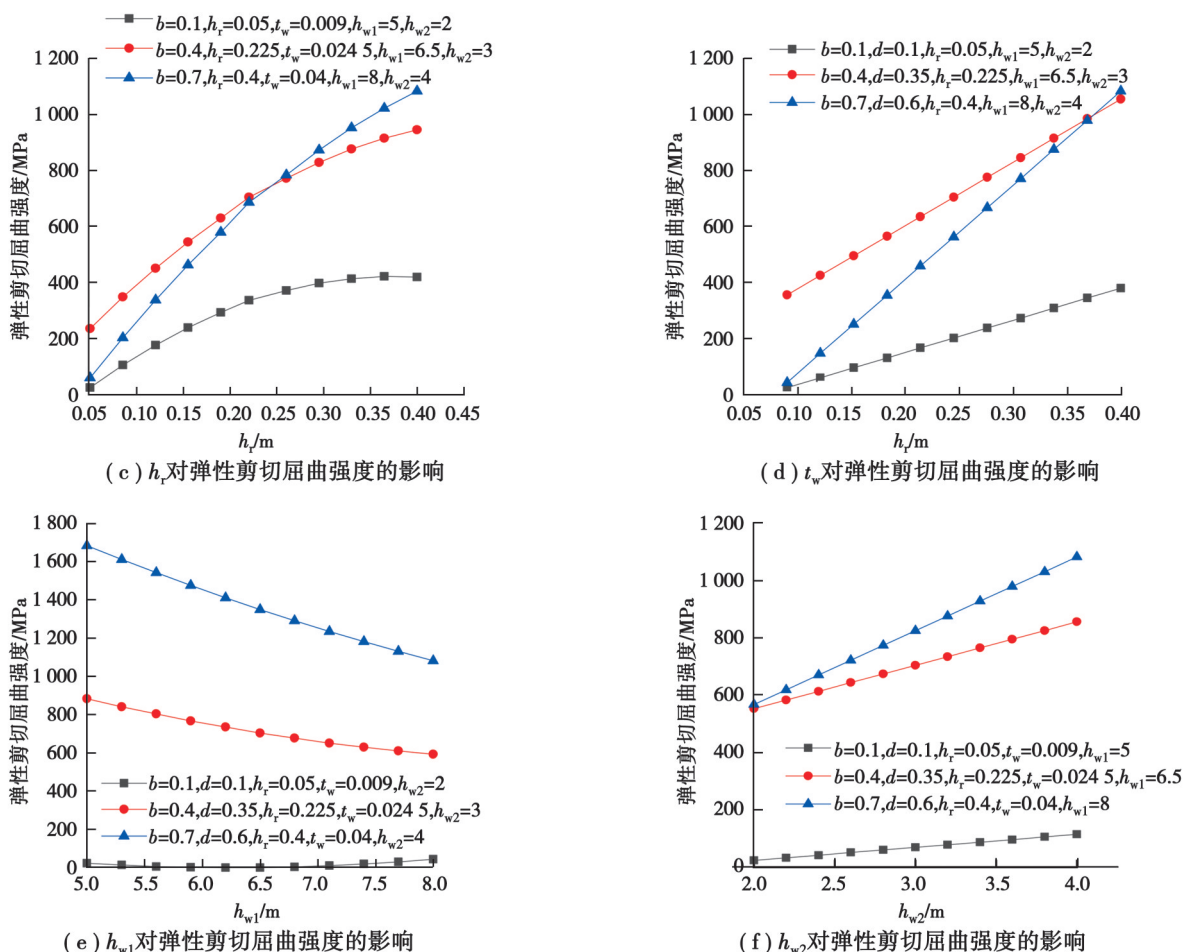 b=0.1,hr=0.05,tw=0.009,hw1=5,hw2=2
b=0.4,hr=0.225,tw=0.024 5,hw1=6.5,hw2=3
b=0.7,hr=0.4,tw=0.04,hw1=8,hw2=4
1 200
1 000
800
600
400
200
0
弹性剪切屈曲强度/MPa
0.05 0.10 0.15 0.20 0.25 0.30 0.35 0.40 0.45
hr/m
(c)hr对弹性剪切屈曲强度的影响
b=0.1,d=0.1,hr=0.05,hw1=5,hw2=2
b=0.4,d=0.35,hr=0.225,hw1=6.5,hw2=3
b=0.7,d=0.6,hr=0.4,hw1=8,hw2=4
1 200
1 000
800
600
400
200
0
弹性剪切屈曲强度/MPa
0.05 0.10 0.15 0.20 0.25 0.30 0.35 0.40
hr/m
(d)tw对弹性剪切屈曲强度的影响
1 800
1 600
1 400
1 200
1 000
800
600
400
200
0
弹性剪切屈曲强度/MPa
b=0.1,d=0.1,hr=0.05,tw=0.009,hw2=2
b=0.4,d=0.35,hr=0.225,tw=0.024 5,hw2=3
b=0.7,d=0.6,hr=0.4,tw=0.04,hw2=4
5.0 5.5 6.0 6.5 7.0 7.5 8.0
hw1/m
(e)hw1对弹性剪切屈曲强度的影响
1 200
1 000
800
600
400
200
0
弹性剪切屈曲强度/MPa
b=0.1,d=0.1,hr=0.05,tw=0.009,hw1=5
b=0.4,d=0.35,hr=0.225,tw=0.024 5,hw1=6.5
b=0.7,d=0.6,hr=0.4,tw=0.04,hw1=8
2.0 2.5 3.0 3.5 4.0
hw2/m
(f)hw2对弹性剪切屈曲强度的影响